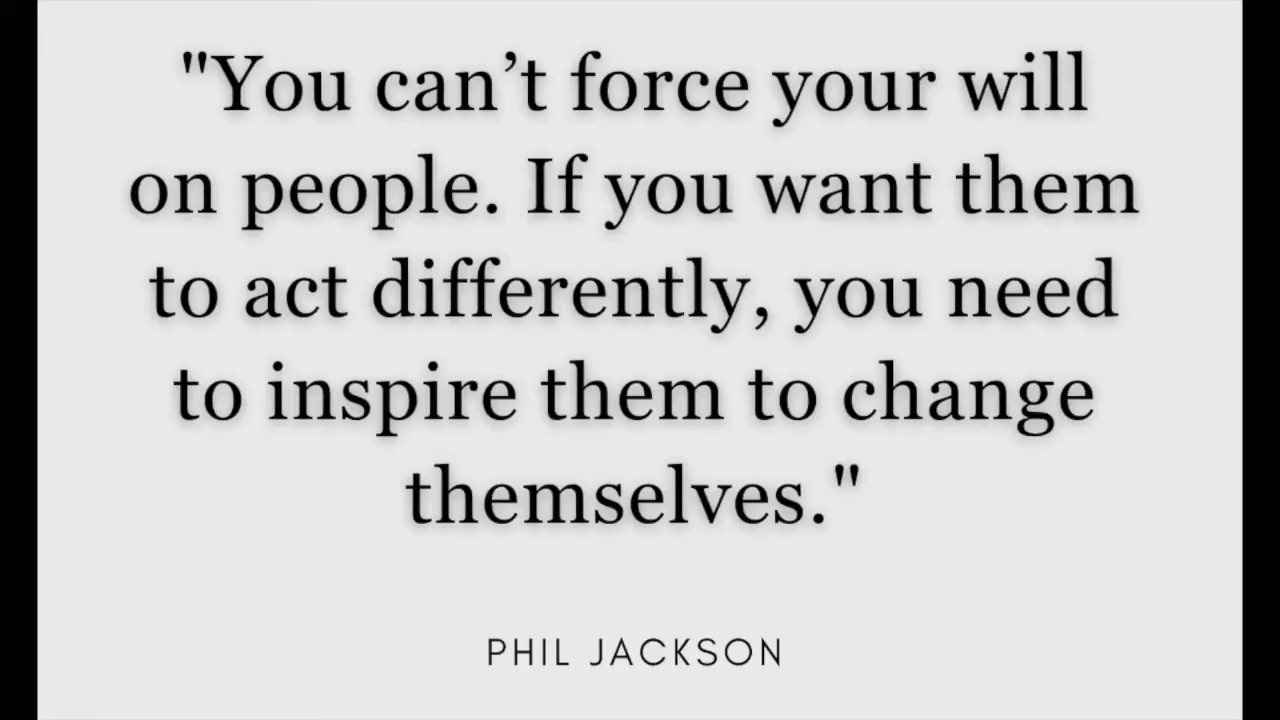 "You can’t force your will
on people. If you want them
to act differently, you need
to inspire them to change
themselves."
PHIL JACKSON